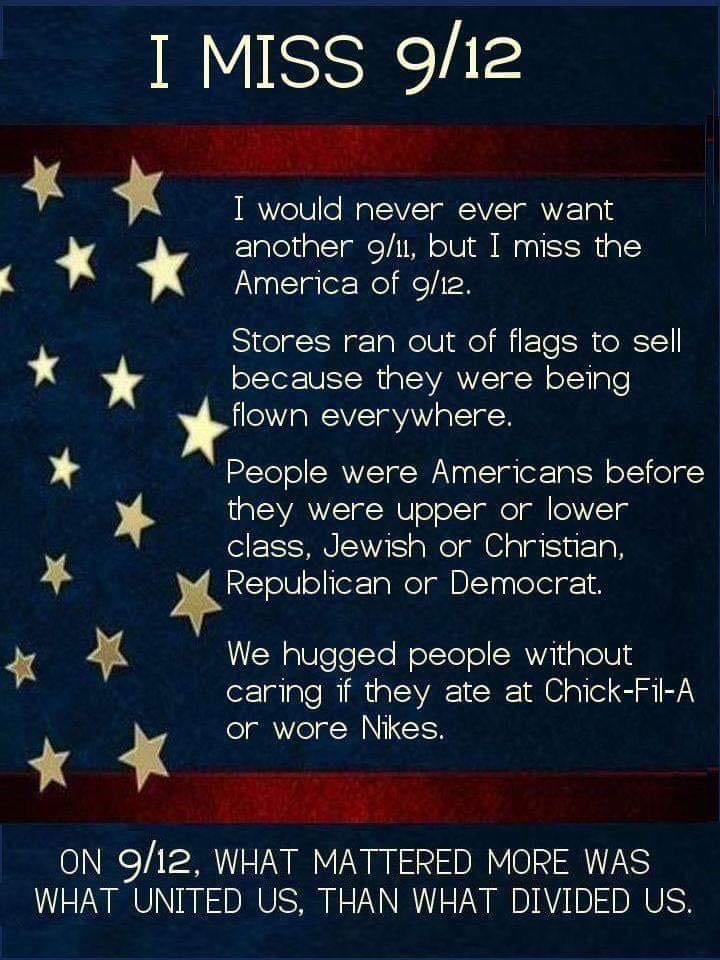 I MISS 9/12
I would never ever want
another 9/11, but I miss the
America of 9/12.
Stores ran out of flags to sell
because they were being
flown everywhere.
People were Americans before
they were upper or lower
class, Jewish or Christian,
Republican or Democrat.
We hugged people without
caring if they ate at Chick-Fil-A
or wore Nikes.
ON 9/12, WHAT MATTERED MORE WAS
WHAT UNITED US, THAN WHAT DIVIDED US.